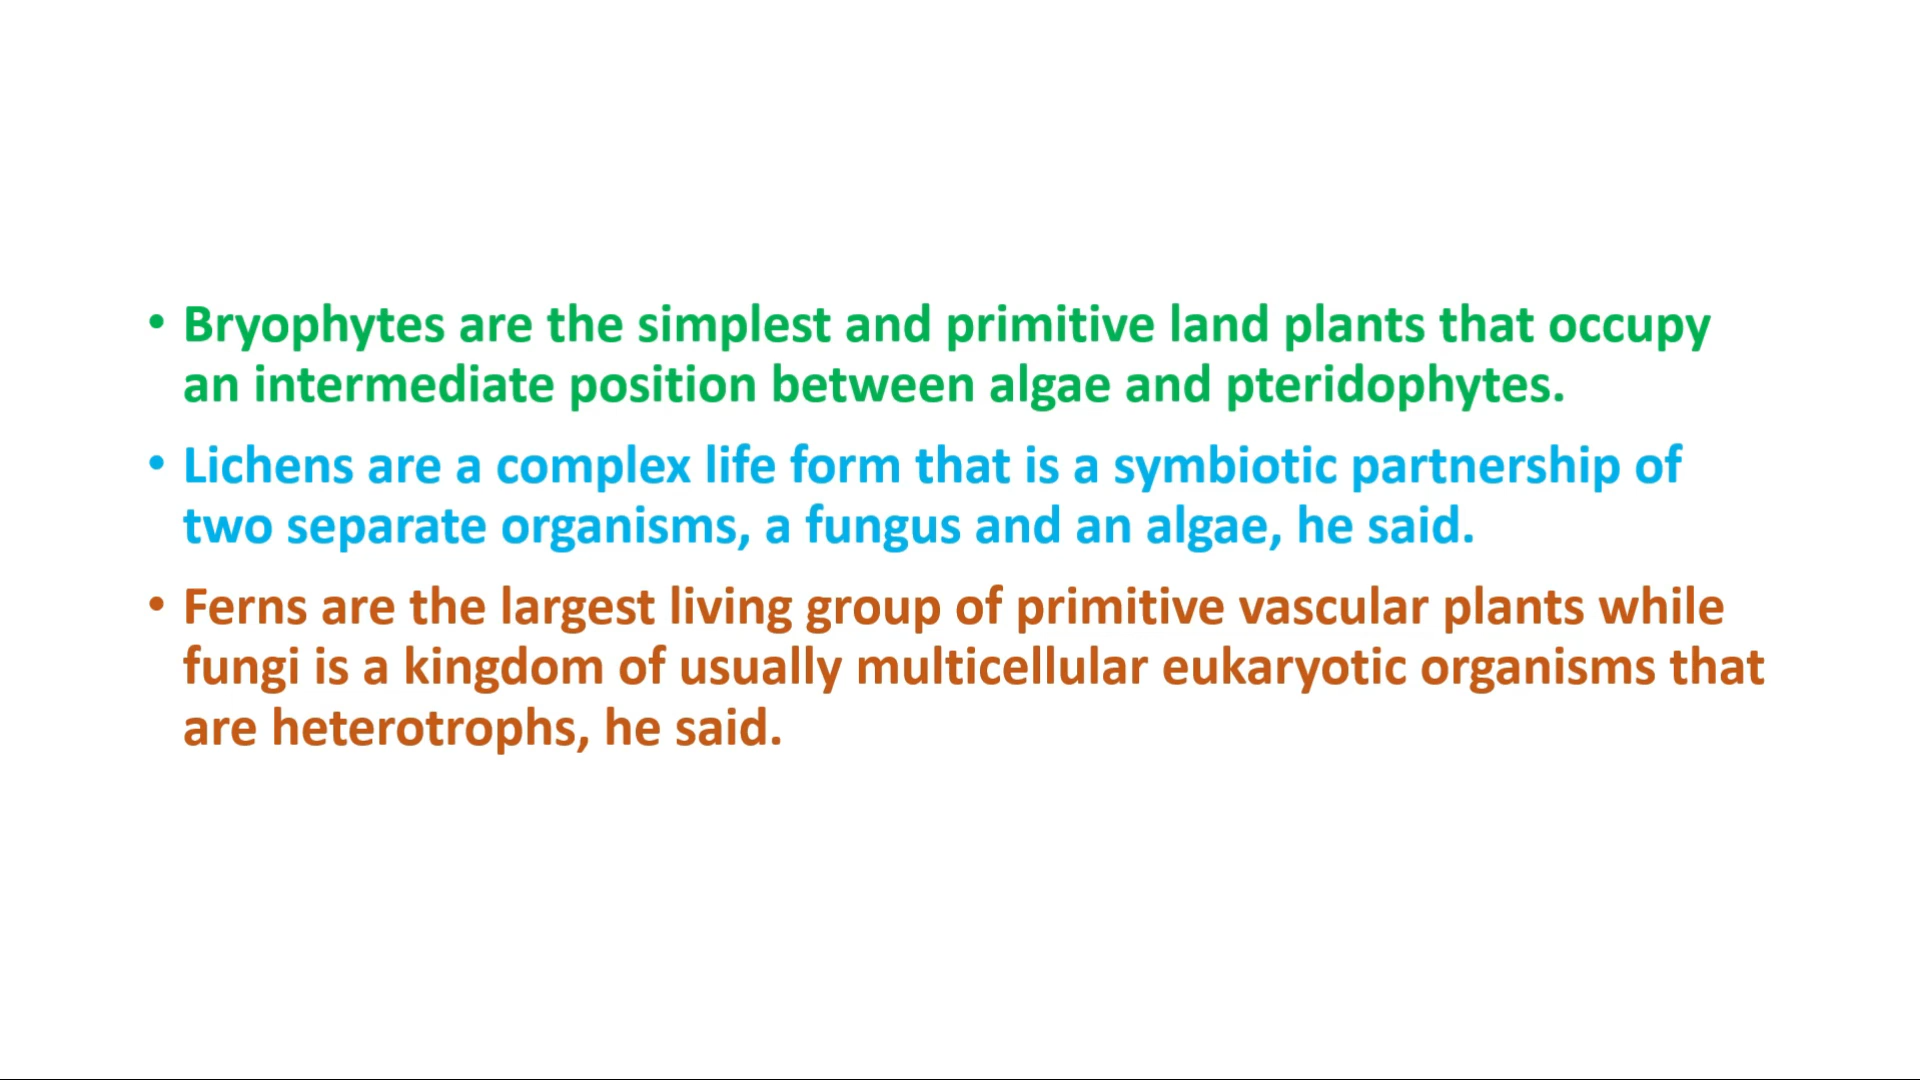 • Bryophytes are the simplest and primitive land plants that occupy
an intermediate position between algae and pteridophytes.
• Lichens are a complex life form that is a symbiotic partnership of
two separate organisms, a fungus and an algae, he said.
• Ferns are the largest living group of primitive vascular plants while
fungi is a kingdom of usually multicellular eukaryotic organisms that
are heterotrophs, he said.